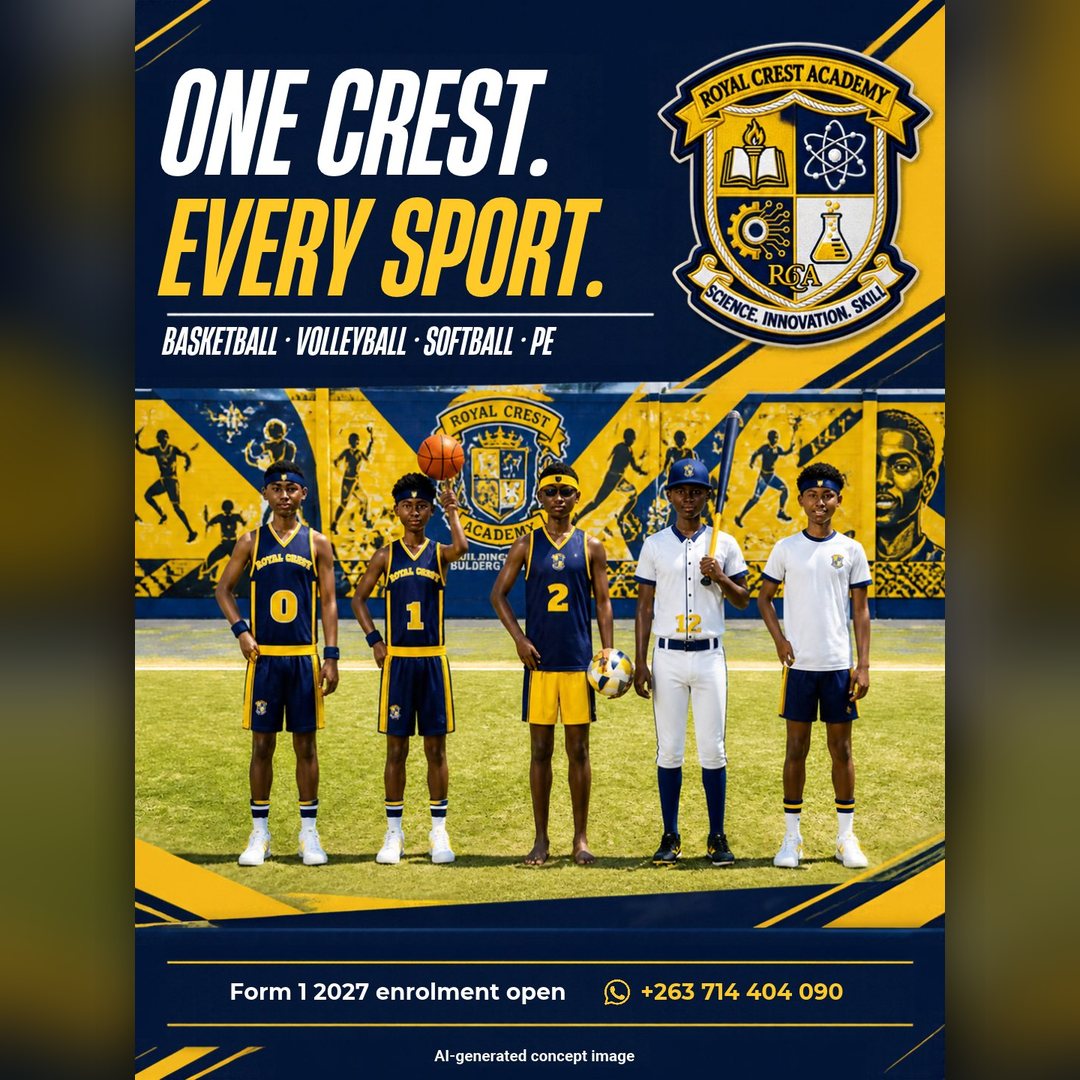 ONE CREST.
EVERY SPORT.
BASKETBALL · VOLLEYBALL · SOFTBALL · PE
ROYAL CREST ACADEMY
RCA
SCIENCE. INNOVATION. SKILL
ROYAL CREST
ACADEMY
BULDERG
ROYAL CREST
0
ROYAL CREST
1
2
12
Form 1 2027 enrolment open
+263 714 404 090
AI-generated concept image